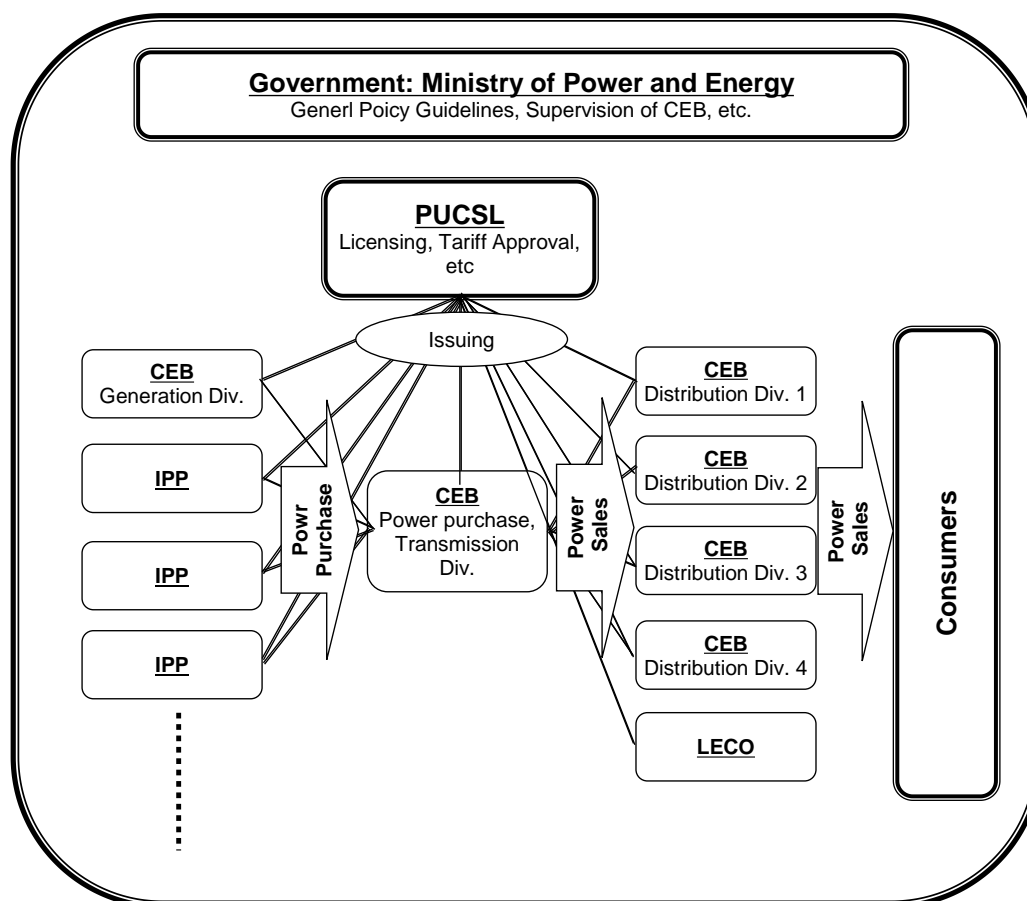 Government: Ministry of Power and Energy
Generl Poicy Guidelines, Supervision of CEB, etc.
PUCSL
Licensing, Tariff Approval,
etc
Issuing
CEB
Generation Div.
IPP
IPP
IPP
Powr
Purchase
CEB
Power purchase,
Transmission
Div.
Power
Sales
CEB
Distribution Div. 1
CEB
Distribution Div. 2
CEB
Distribution Div. 3
CEB
Distribution Div. 4
LECO
Power
Sales
Consumers